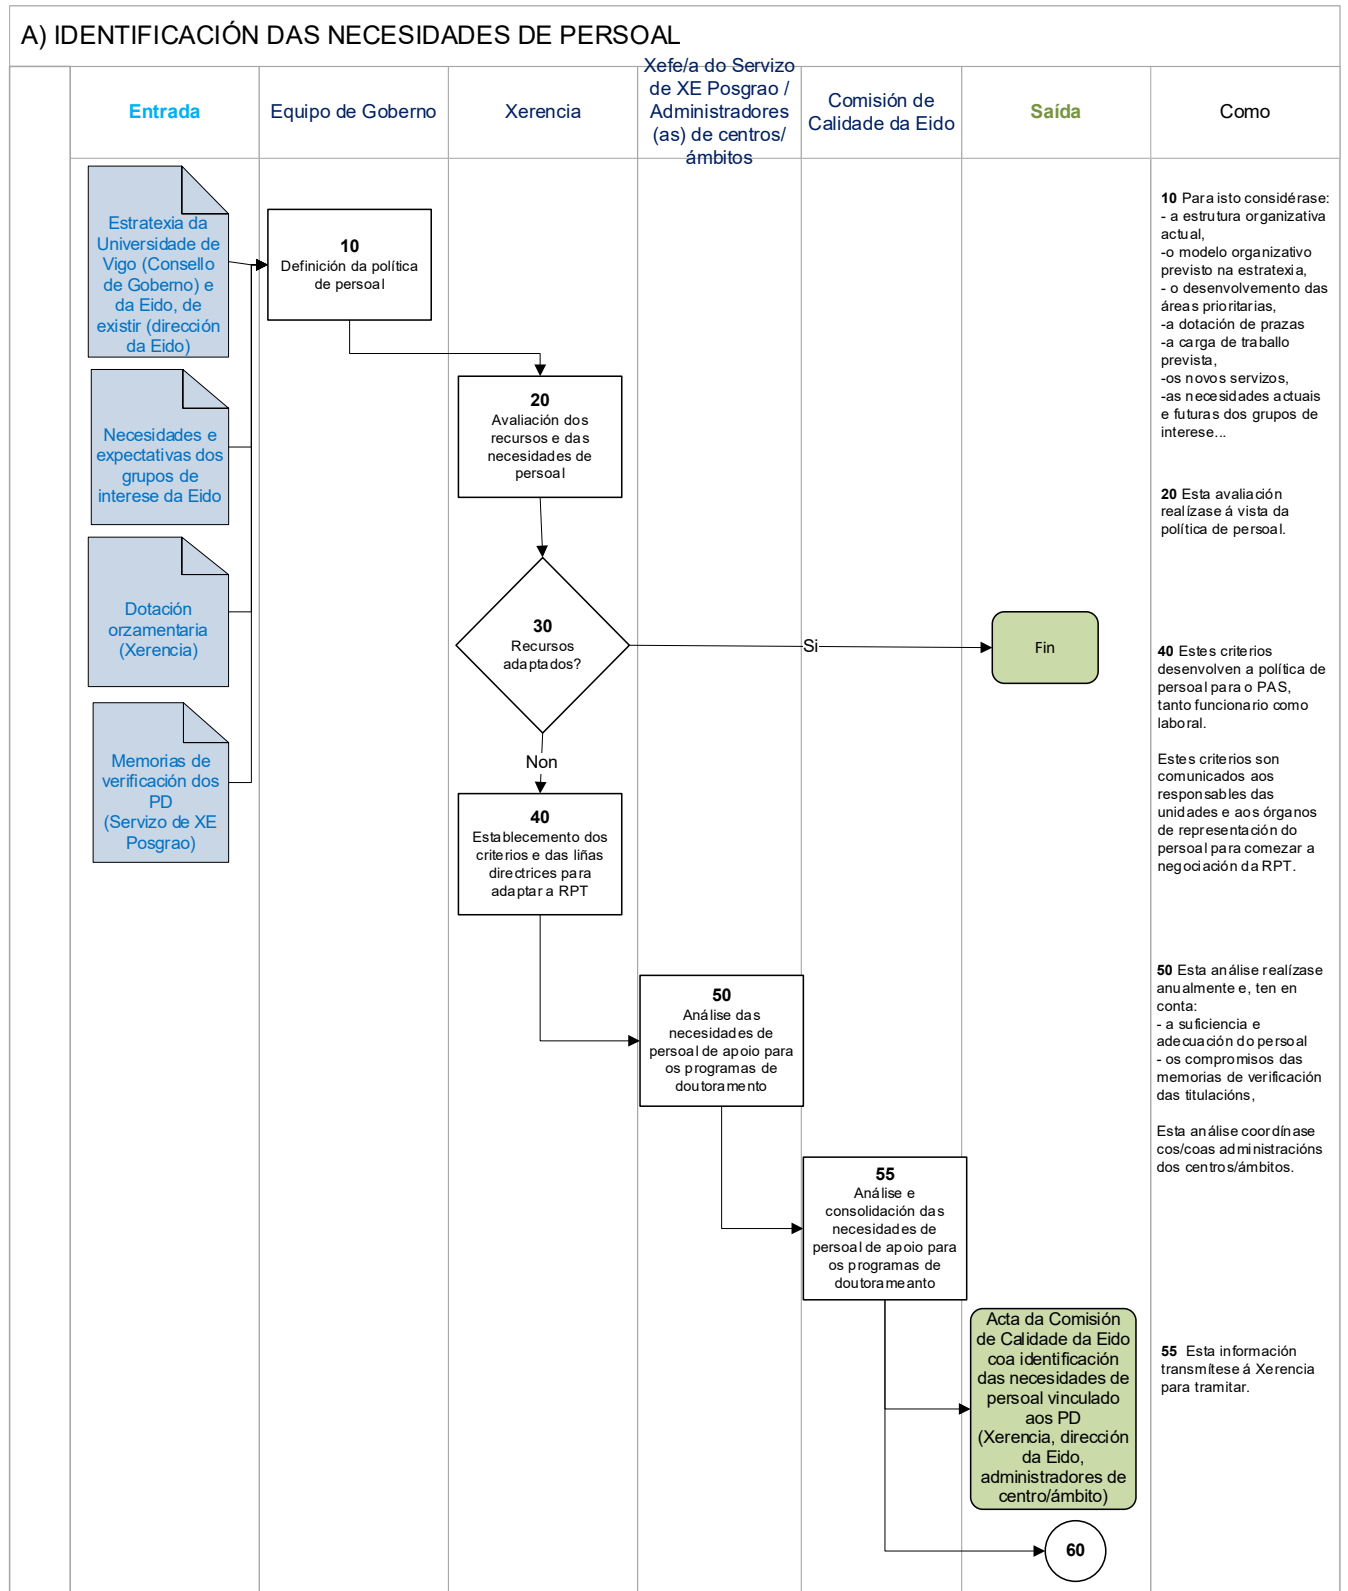 A) IDENTIFICACIÓN DAS NECESIDADES DE PERSOAL
Entrada
Equipo de Goberno
Xerencia
Xefe/a do Servizo
de XE Posgrao /
Administradores
(as) de centros/
ámbitos
Comisión de
Calidade da Eido
Saída
Como
Estratexia da
Universidade de
Vigo (Consello
de Goberno) e
da Eido, de
existir (dirección
da Eido)
Necesidades e
expectativas dos
grupos de
interese da Eido
Dotación
orzamentaria
(Xerencia)
Memorias de
verificación dos
PD
(Servizo de XE
Posgrao)
10
Definición da política
de persoal
20
Avaliación dos
recursos e das
necesidades de
persoal
30
Recursos
adaptados?
Si
Fin
Non
40
Establecemento dos
criterios e das liñas
directrices para
adaptar a RPT
50
Análise das
necesidades de
persoal de apoio para
os programas de
doutoramento
55
Análise e
consolidación das
necesidades de
persoal de apoio para
os programas de
doutorameanto
Acta da Comisión
de Calidade da Eido
coa identificación
das necesidades de
persoal vinculado
aos PD
(Xerencia, dirección
da Eido,
administradores de
centro/ámbito)
60
10 Para isto considérase:
- a estrutura organizativa
actual,
-o modelo organizativo
previsto na estratexia,
- o desenvolvemento das
áreas prioritarias,
-a dotación de prazas
-a carga de traballo
prevista,
-os novos servizos,
-as necesidades actuais
e futuras dos grupos de
interese...
20 Esta avaliación
realízase á vista da
política de persoal.
40 Estes criterios
desenvolven a política de
persoal para o PAS,
tanto funcionario como
laboral.
Estes criterios son
comunicados aos
responsables das
unidades e aos órganos
de representación do
persoal para comezar a
negociación da RPT.
50 Esta análise realízase
anualmente e, ten en
conta:
- a suficiencia e
adecuación do persoal
- os compromisos das
memorias de verificación
das titulacións,
Esta análise coordínase
cos/coas administracións
dos centros/ámbitos.
55 Esta información
transmítese á Xerencia
para tramitar.